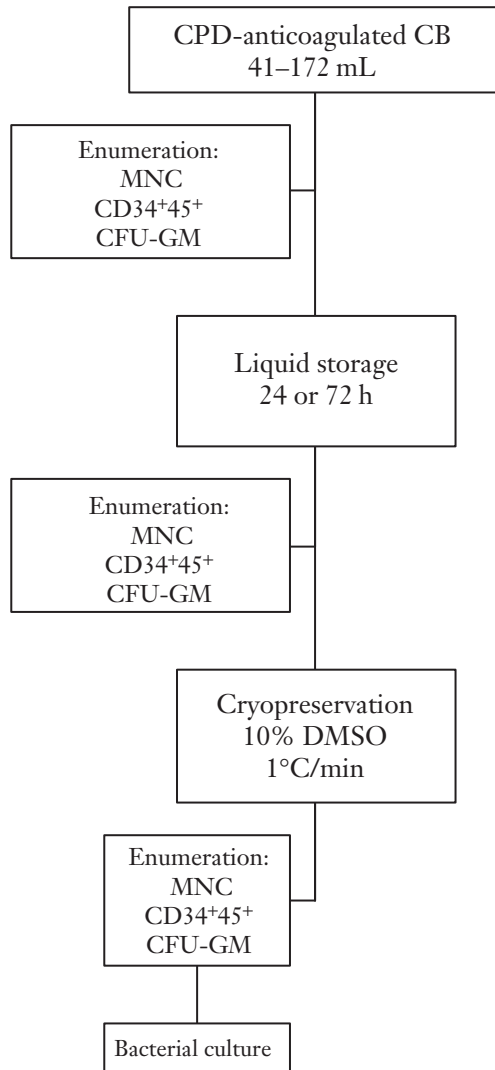 CPD-anticoagulated CB
41–172 mL
Enumeration:
MNC
CD34⁺45⁺
CFU-GM
Liquid storage
24 or 72 h
Enumeration:
MNC
CD34⁺45⁺
CFU-GM
Cryopreservation
10% DMSO
1°C/min
Enumeration:
MNC
CD34⁺45⁺
CFU-GM
Bacterial culture